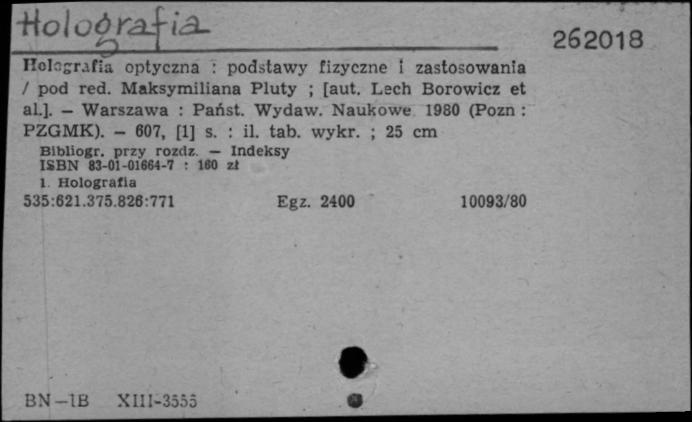 Holografia
262018
Holografia optyczna : podstawy fizyczne i zastosowania
/ pod red. Maksymiliana Pluty ; [aut. Lech Borowicz et
al.]. — Warszawa : Państ. Wydaw. Naukowe 1980 (Pozn :
PZGMK). — 607, [1] s. : il. tab. wykr. ; 25 cm
Bibliogr. przy rozdz. — Indeksy
ISBN 83-01-01664-7 : 160 zł
1. Holografia
535:621.375.826:771 Egz. 2400 10093/80
BN—1B XIII-3555